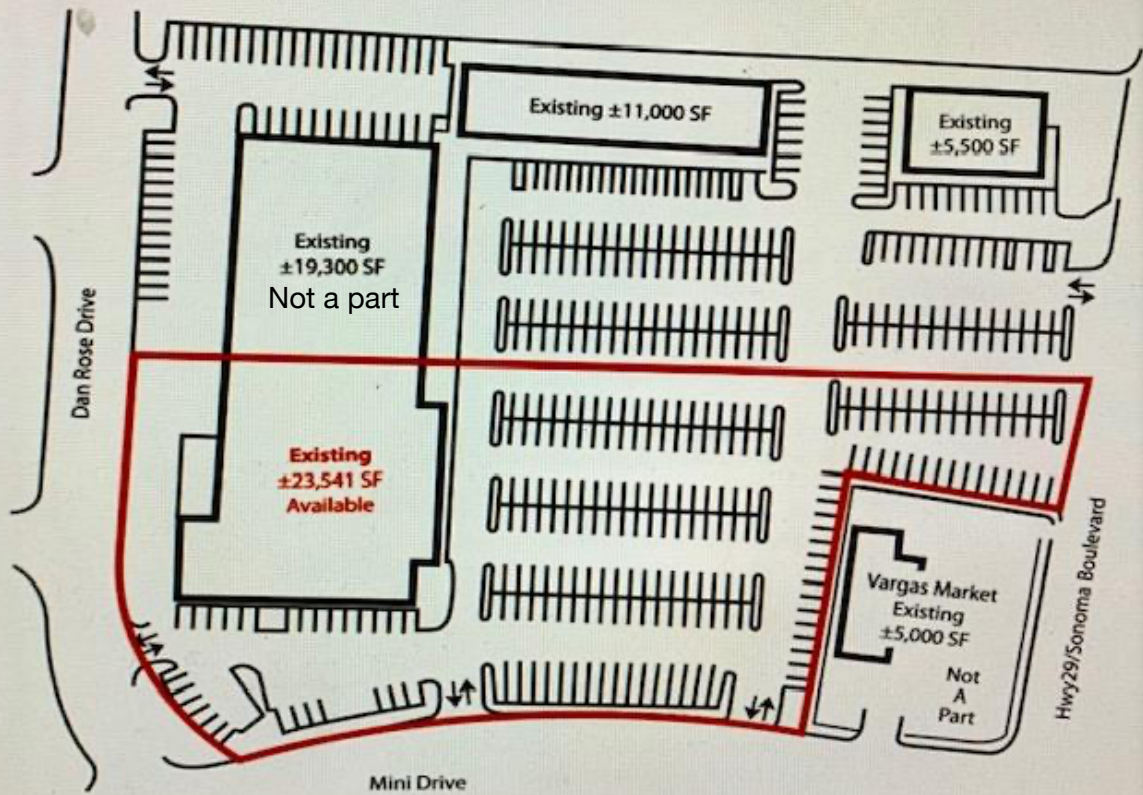 Existing ±11,000 SF
Existing
±5,500 SF
Existing
±19,300 SF
Not a part
Dan Rose Drive
Existing
±23,541 SF
Available
Vargas Market
Existing
±5,000 SF
Not
A
Part
Hwy29/Sonoma Boulevard
Mini Drive